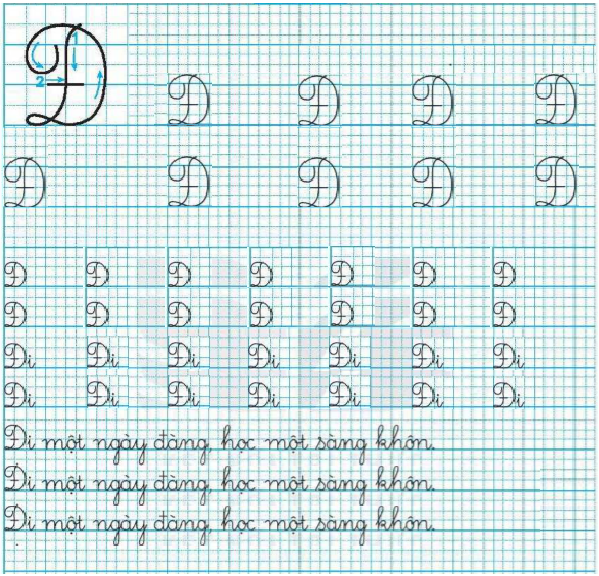 Đ
1
2
Đ Đ Đ Đ
Đ Đ Đ Đ Đ
Đ Đ Đ Đ Đ Đ Đ
Đ Đ Đ Đ Đ Đ Đ
Đi Đi Đi Đi Đi Đi Đi
Đi Đi Đi Đi Đi Đi Đi
Đi một ngày đàng, học một sàng khôn.
Đi một ngày đàng, học một sàng khôn.
Đi một ngày đàng, học một sàng khôn.